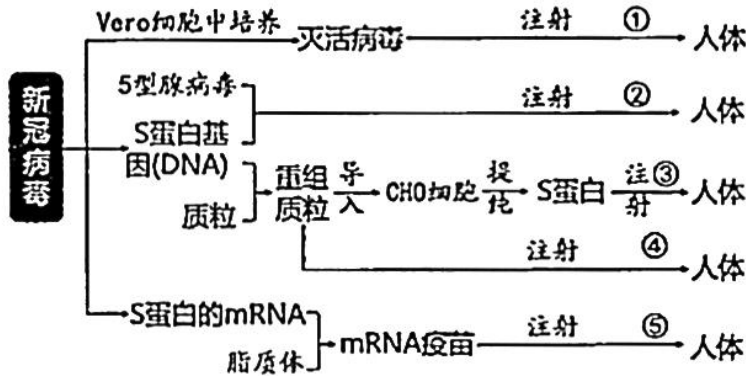 Vero细胞中培养
灭活病毒
注射
①
人体
新冠病毒
5型腺病毒
S蛋白基
因(DNA)
注射
②
人体
质粒
重组
质粒
导
入
CHO细胞
提
纯
S蛋白
注③
射
人体
注射
④
人体
S蛋白的mRNA
脂质体
mRNA疫苗
注射
⑤
人体